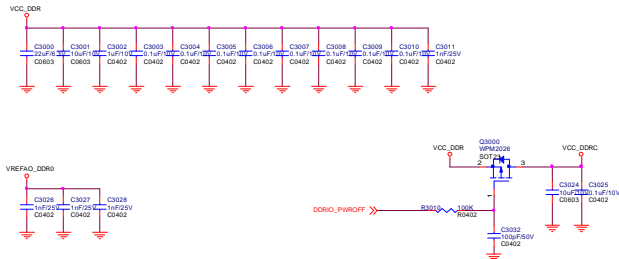 VCC_DDR
C3000
22uF/6.3V
C0603
C3001
10uF/10V
C0603
C3002
1uF/10V
C0402
C3003
0.1uF/10V
C0402
C3004
0.1uF/10V
C0402
C3005
0.1uF/10V
C0402
C3006
0.1uF/10V
C0402
C3007
0.1uF/10V
C0402
C3008
0.1uF/10V
C0402
C3009
0.1uF/10V
C0402
C3010
0.1uF/10V
C0402
C3011
1nF/25V
C0402
VREFAO_DDR0
C3026
1nF/25V
C0402
C3027
1nF/25V
C0402
C3028
1nF/25V
C0402
Q3000
WPM2026
SOT23
VCC_DDR
2
3
1
VCC_DDRC
C3024
10uF/10V
C0603
C3025
0.1uF/10V
C0402
DDRIO_PWROFF
R3010
100K
R0402
C3032
100pF/50V
C0402